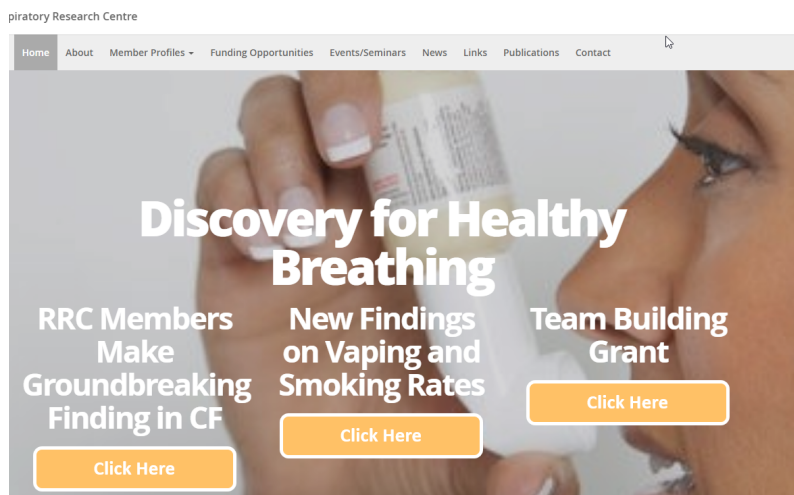 piratory Research Centre
Home About Member Profiles Funding Opportunities Events/Seminars News Links Publications Contact
Discovery for Healthy
Breathing
RRC Members
Make
Groundbreaking
Finding in CF
Click Here
New Findings
on Vaping and
Smoking Rates
Click Here
Team Building
Grant
Click Here